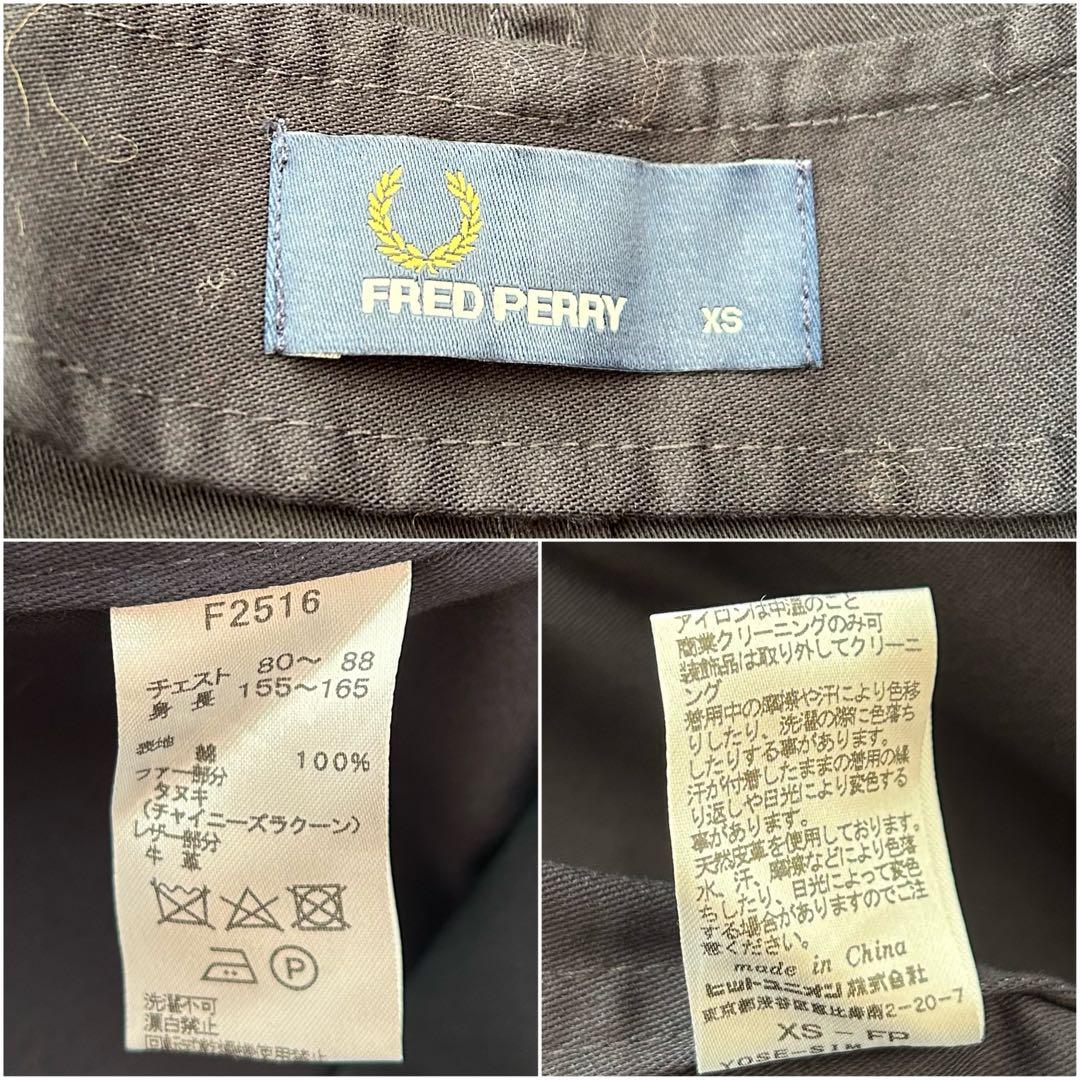 FRED PERRY XS
F2516
チェスト 80～ 88
身 長 155～165
表地 綿 100%
ファー部分
タヌキ
(チャイニーズラクーン)
レザー部分
牛 革
P
洗濯不可
漂白禁止
回転式乾燥機使用禁止
アイロンは中温のこと
商業クリーニングのみ可
装飾品は取り外してクリーニ
ング
着用中の摩擦や汗により色移
りしたり、洗濯の際に色落ち
したりする事があります。
汗が付着したままの着用の繰
り返しや日光により変色する
事があります。
天然皮革を使用しております。
水、汗、摩擦などにより色落
ちしたり、日光によって変色
する場合がありますのでご注
意ください。
made in China
ヒットユニオン株式会社
東京都渋谷区恵比寿南2-20-7
XS-FP
YOSE-SIM